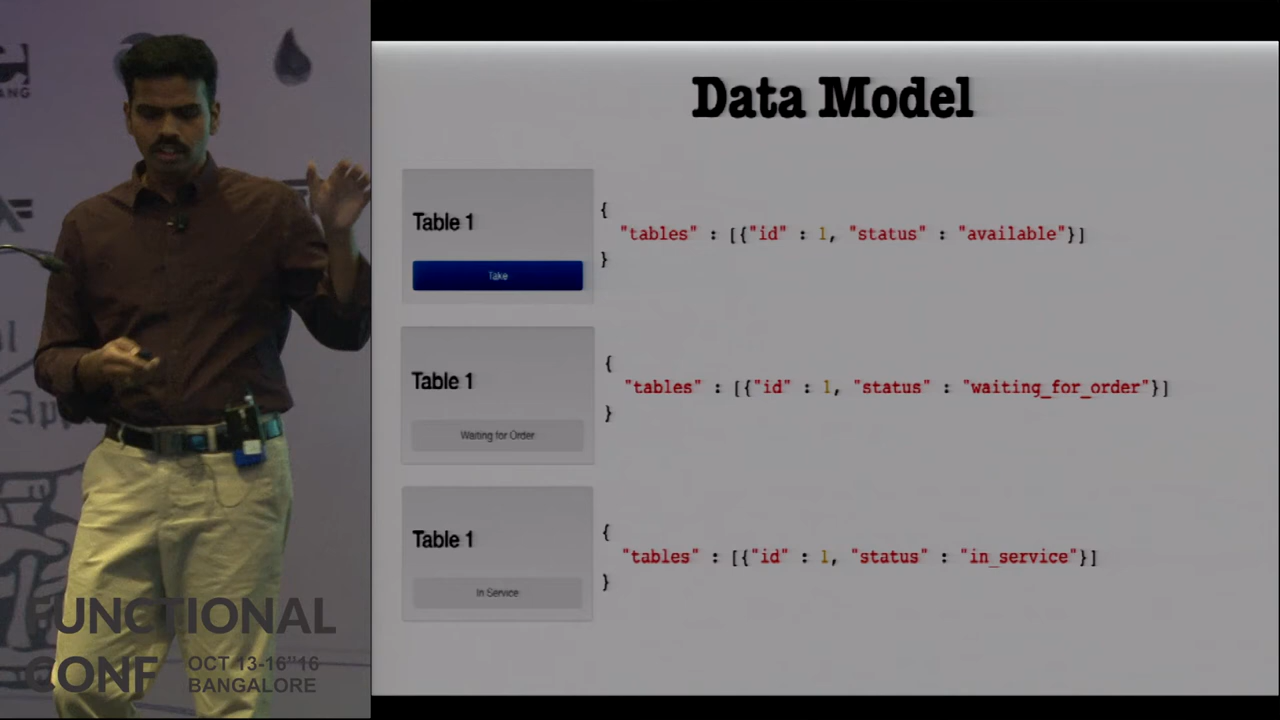 Data Model
Table 1
Take
{
"tables" : [{"id" : 1, "status" : "available"}]
}
Table 1
Waiting for Order
{
"tables" : [{"id" : 1, "status" : "waiting_for_order"}]
}
Table 1
In Service
{
"tables" : [{"id" : 1, "status" : "in_service"}]
}
ANG
FUNCTIONAL
CONF
OCT 13-16"16
BANGALORE